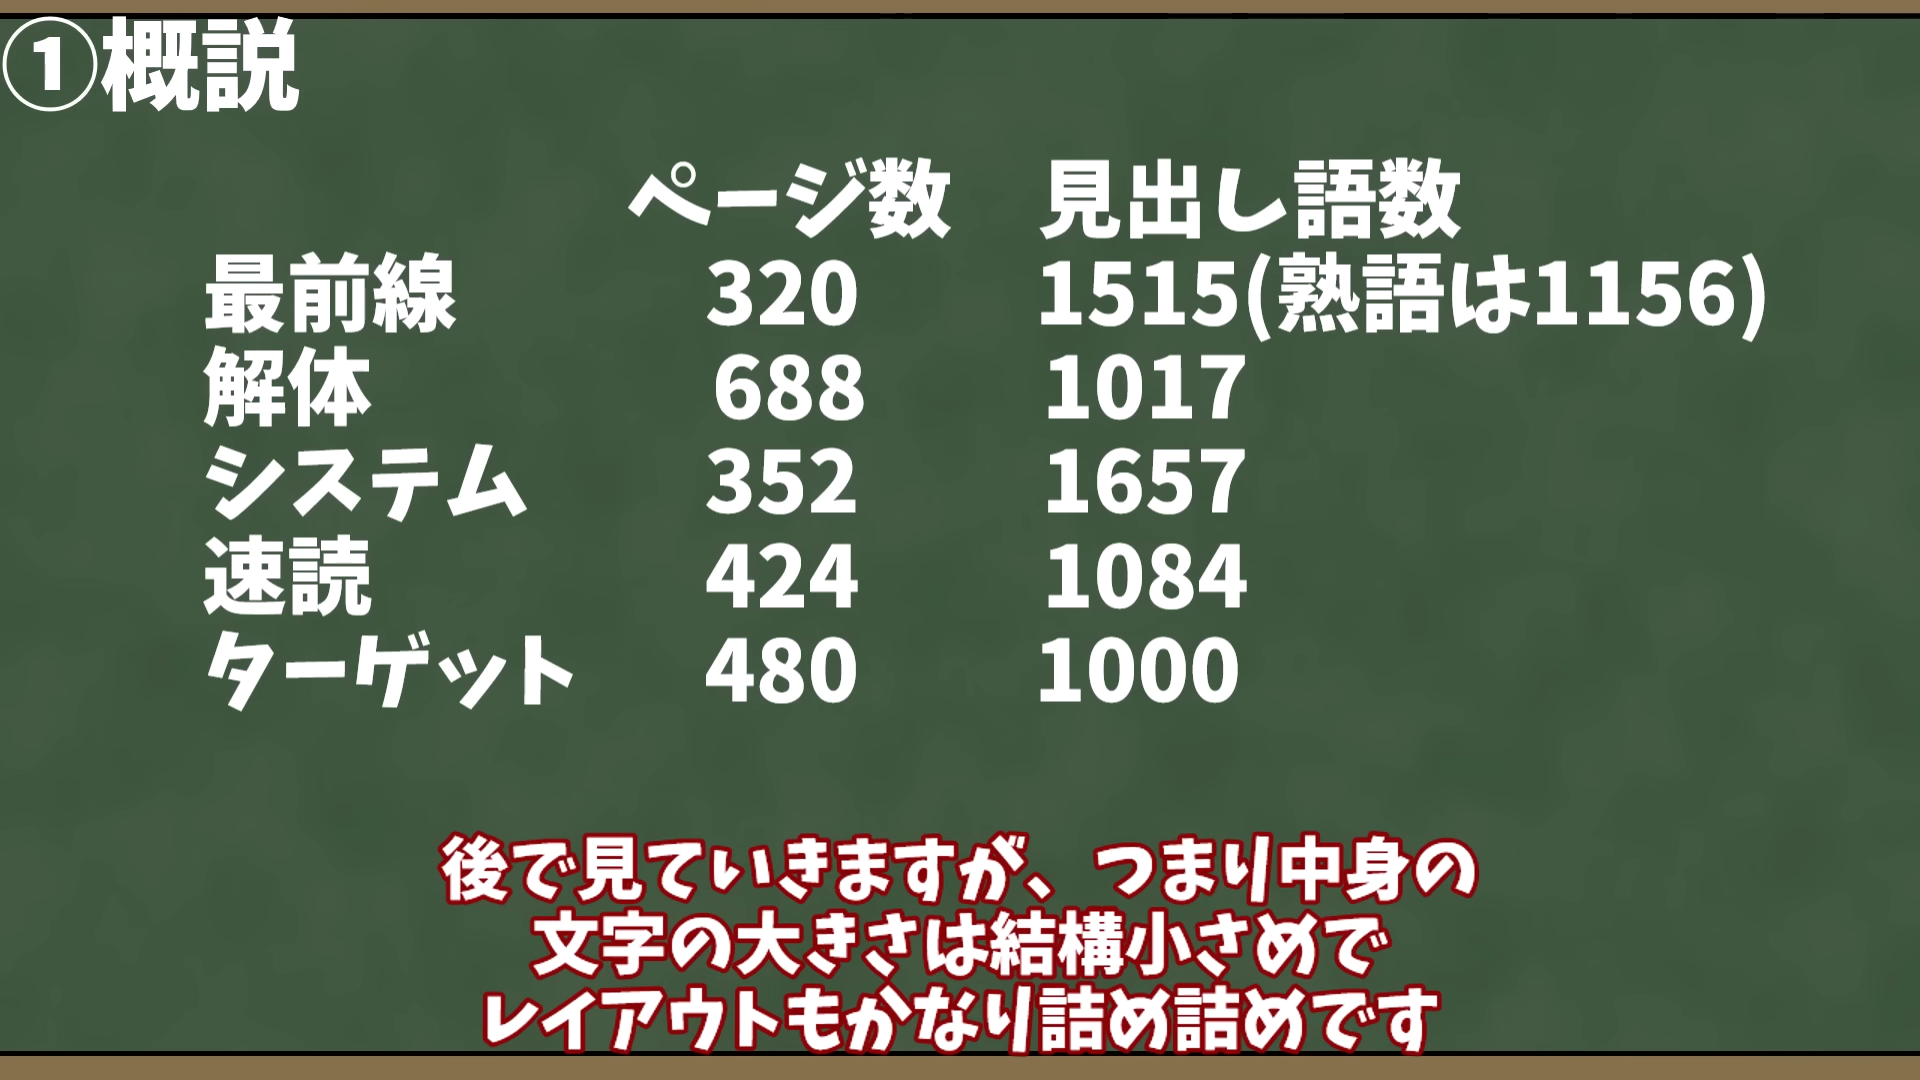 ①概説
ページ数 見出し語数
最前線 320 1515(熟語は1156)
解体 688 1017
システム 352 1657
速読 424 1084
ターゲット 480 1000
後で見ていきますが、つまり中身の
文字の大きさは結構小さめで
レイアウトもかなり詰め詰めです